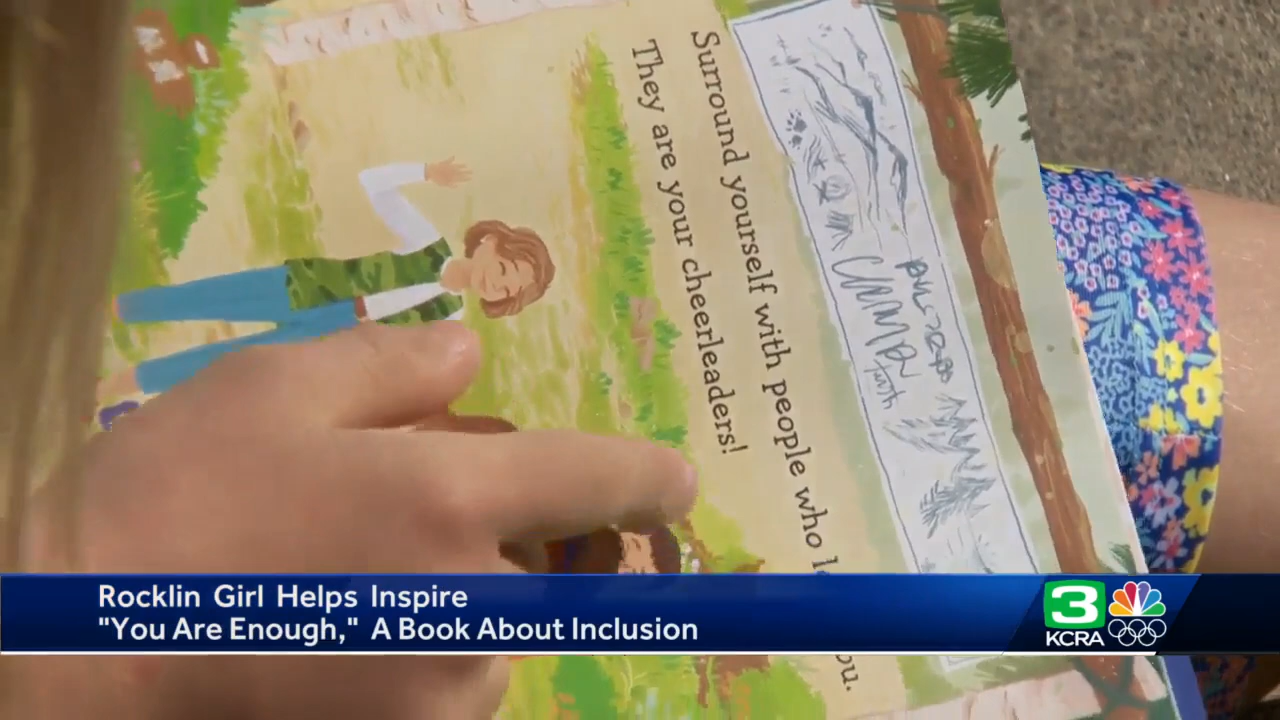 Surround yourself with people who
They are your cheerleaders!
Rocklin Girl Helps Inspire
"You Are Enough," A Book About Inclusion
3
KCRA